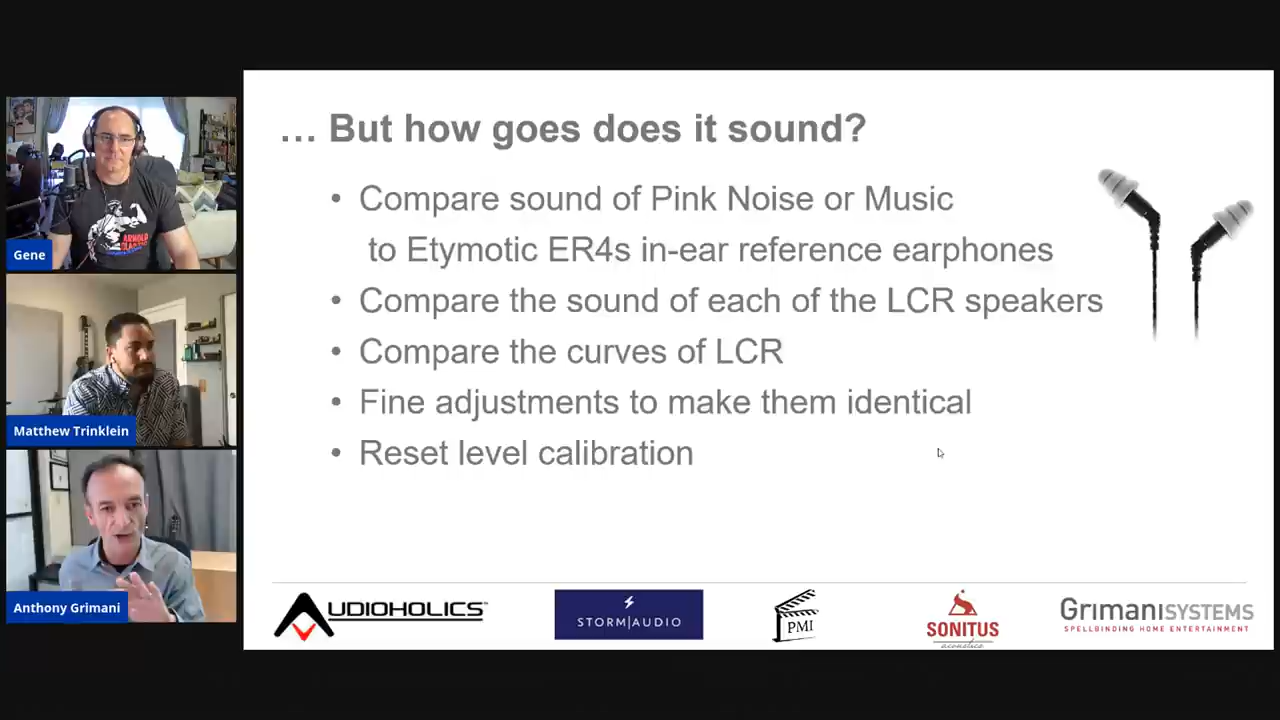 … But how goes does it sound?
• Compare sound of Pink Noise or Music
to Etymotic ER4s in-ear reference earphones
• Compare the sound of each of the LCR speakers
• Compare the curves of LCR
• Fine adjustments to make them identical
• Reset level calibration
Gene
Matthew Trinklein
Anthony Grimani
ARNOLD CLASSIC
AUDIOHOLICS
STORM|AUDIO
PMI
SONITUS
acoustics
GRIMANISYSTEMS
SPELLBINDING HOME ENTERTAINMENT